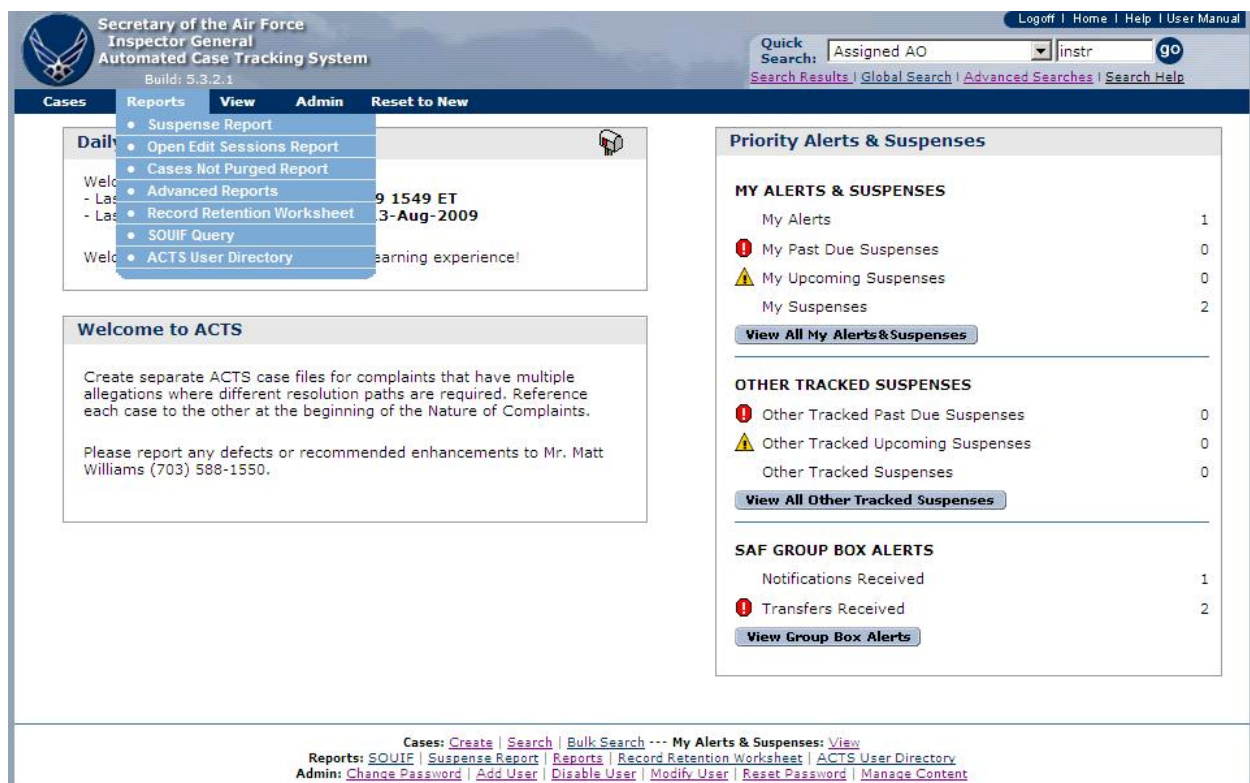 Secretary of the Air Force
Inspector General
Automated Case Tracking System
Build: 5.3.2.1
Logoff | Home | Help | User Manual
Quick Search: Assigned AO instr go
Search Results | Global Search | Advanced Searches | Search Help
Cases Reports View Admin Reset to New
• Suspense Report
• Open Edit Sessions Report
• Cases Not Purged Report
• Advanced Reports
• Record Retention Worksheet
• SOUIF Query
• ACTS User Directory
Daily
Welc
- Las 9 1549 ET
- Las 3-Aug-2009
Welc earning experience!
Welcome to ACTS
Create separate ACTS case files for complaints that have multiple
allegations where different resolution paths are required. Reference
each case to the other at the beginning of the Nature of Complaints.
Please report any defects or recommended enhancements to Mr. Matt
Williams (703) 588-1550.
Priority Alerts & Suspenses
MY ALERTS & SUSPENSES
My Alerts 1
My Past Due Suspenses 0
My Upcoming Suspenses 0
My Suspenses 2
View All My Alerts&Suspenses
OTHER TRACKED SUSPENSES
Other Tracked Past Due Suspenses 0
Other Tracked Upcoming Suspenses 0
Other Tracked Suspenses 0
View All Other Tracked Suspenses
SAF GROUP BOX ALERTS
Notifications Received 1
Transfers Received 2
View Group Box Alerts
Cases: Create | Search | Bulk Search --- My Alerts & Suspenses: View
Reports: SOUIF | Suspense Report | Reports | Record Retention Worksheet | ACTS User Directory
Admin: Change Password | Add User | Disable User | Modify User | Reset Password | Manage Content